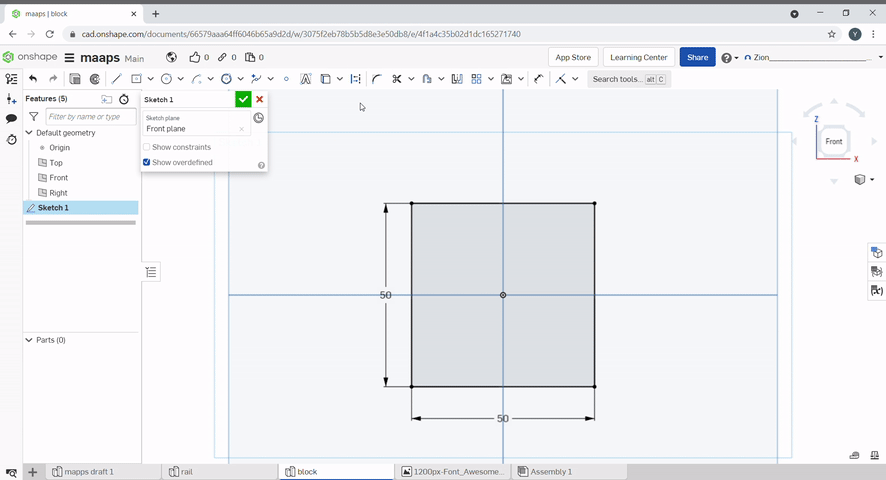 maaps | block
cad.onshape.com/documents/66579aaa64ff6046b65a9d2d/w/3075f2eb78b5b5d8e3e50db8/e/4f1a4c35b02d1dc165271740
Y
onshape maaps Main 0 0 0 App Store Learning Center Share Zion_
Search tools... alt C
Features (5)
Filter by name or type
Default geometry
Origin
Top
Front
Right
Sketch 1
Parts (0)
Sketch 1
Sketch plane
Front plane
Show constraints
Show overdefined
Z
Front
X
50
50
mapps draft 1 rail block 1200px-Font_Awesome... Assembly 1